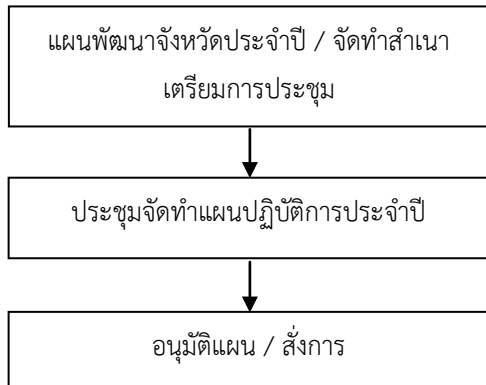 แผนพัฒนาจังหวัดประจำปี / จัดทำสำเนา
เตรียมการประชุม
ประชุมจัดทำแผนปฏิบัติการประจำปี
อนุมัติแผน / สั่งการ